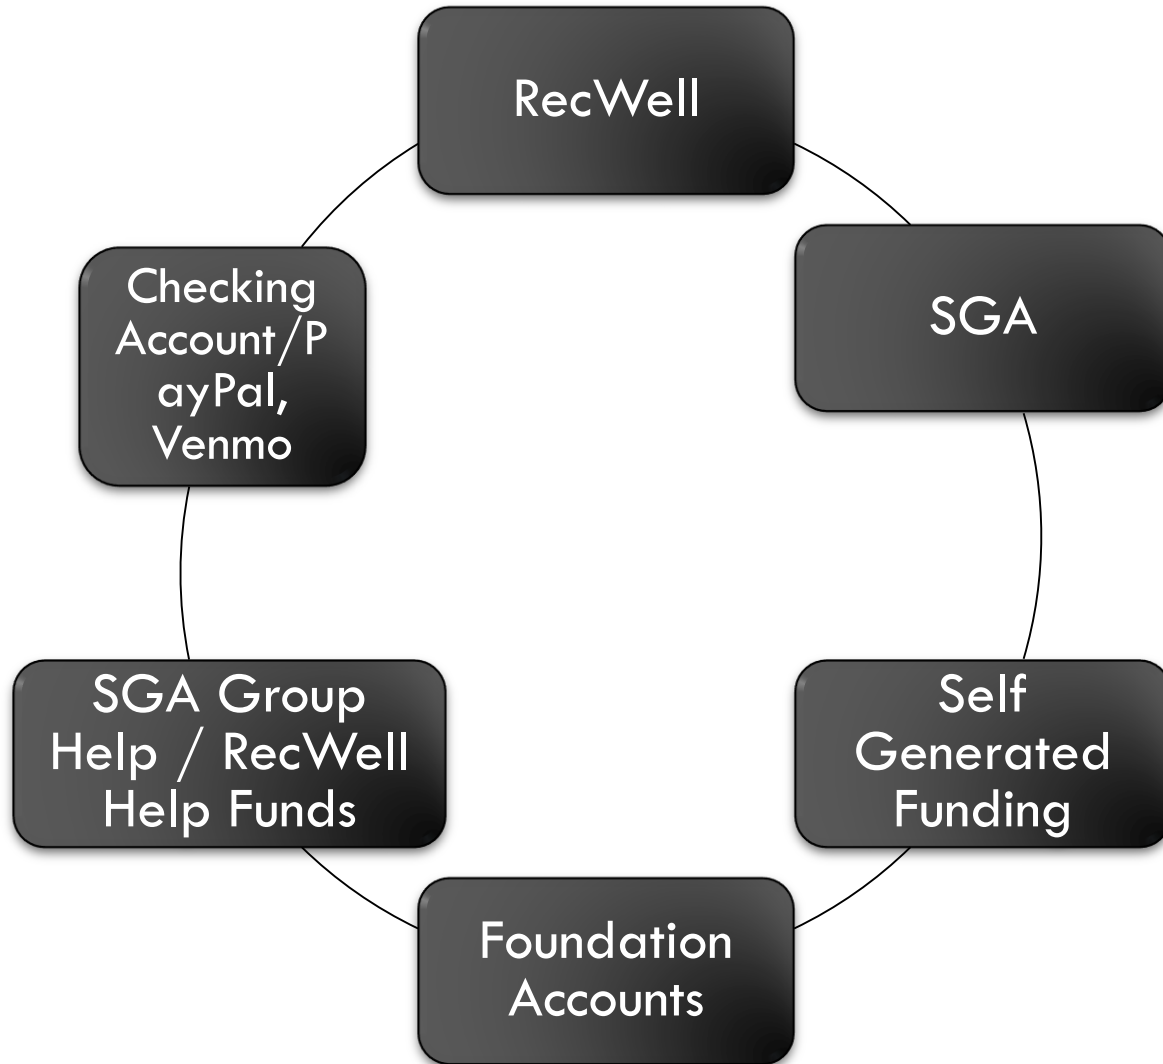 RecWell
SGA
Self
Generated
Funding
Foundation
Accounts
SGA Group
Help / RecWell
Help Funds
Checking
Account/P
ayPal,
Venmo